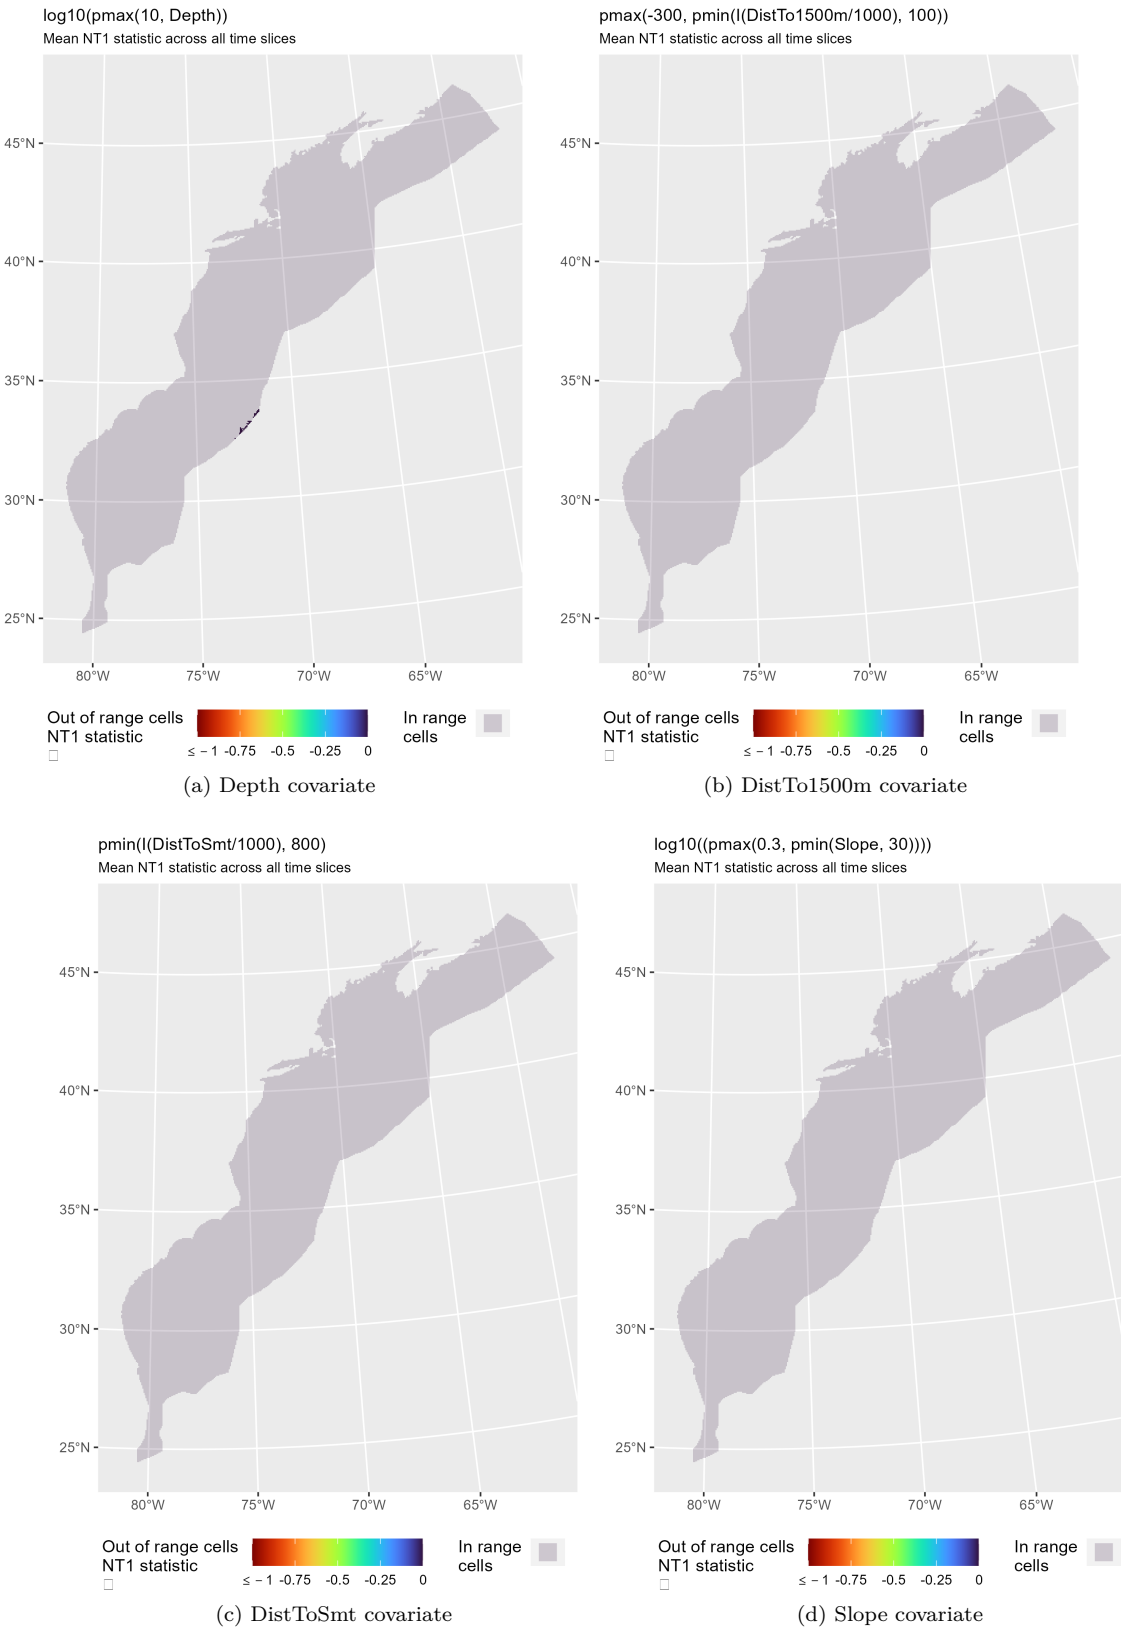 log10(pmax(10, Depth))
Mean NT1 statistic across all time slices
45°N
40°N
35°N
30°N
25°N
80°W 75°W 70°W 65°W
Out of range cells
NT1 statistic
≤ − 1 -0.75 -0.5 -0.25 0
In range
cells
(a) Depth covariate
pmax(-300, pmin(I(DistTo1500m/1000), 100))
Mean NT1 statistic across all time slices
45°N
40°N
35°N
30°N
25°N
80°W 75°W 70°W 65°W
Out of range cells
NT1 statistic
≤ − 1 -0.75 -0.5 -0.25 0
In range
cells
(b) DistTo1500m covariate
pmin(I(DistToSmt/1000), 800)
Mean NT1 statistic across all time slices
45°N
40°N
35°N
30°N
25°N
80°W 75°W 70°W 65°W
Out of range cells
NT1 statistic
≤ − 1 -0.75 -0.5 -0.25 0
In range
cells
(c) DistToSmt covariate
log10((pmax(0.3, pmin(Slope, 30))))
Mean NT1 statistic across all time slices
45°N
40°N
35°N
30°N
25°N
80°W 75°W 70°W 65°W
Out of range cells
NT1 statistic
≤ − 1 -0.75 -0.5 -0.25 0
In range
cells
(d) Slope covariate